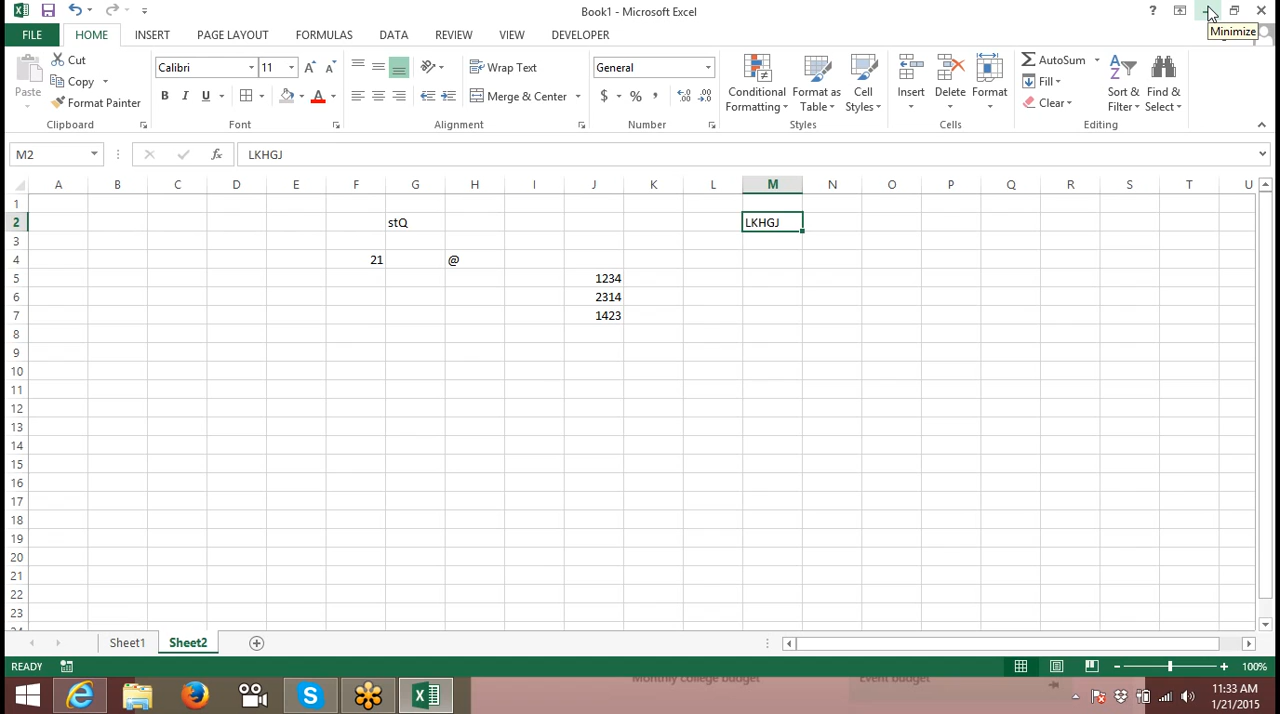 Book1 - Microsoft Excel
?
Minimize
FILE HOME INSERT PAGE LAYOUT FORMULAS DATA REVIEW VIEW DEVELOPER
Paste
Cut
Copy
Format Painter
Clipboard
Calibri 11
B I U
Font
Wrap Text
Merge & Center
Alignment
General
$ % ,
Number
Conditional Formatting
Format as Table
Cell Styles
Styles
Insert
Delete
Format
Cells
AutoSum
Fill
Clear
Sort & Filter
Find & Select
Editing
M2 fx LKHGJ
A B C D E F G H I J K L M N O P Q R S T U
1
2 stQ LKHGJ
3
4 21 @
5 1234
6 2314
7 1423
8
9
10
11
12
13
14
15
16
17
18
19
20
21
22
23
Sheet1 Sheet2
READY 100%
Monthly college budget Event budget
11:33 AM
1/21/2015